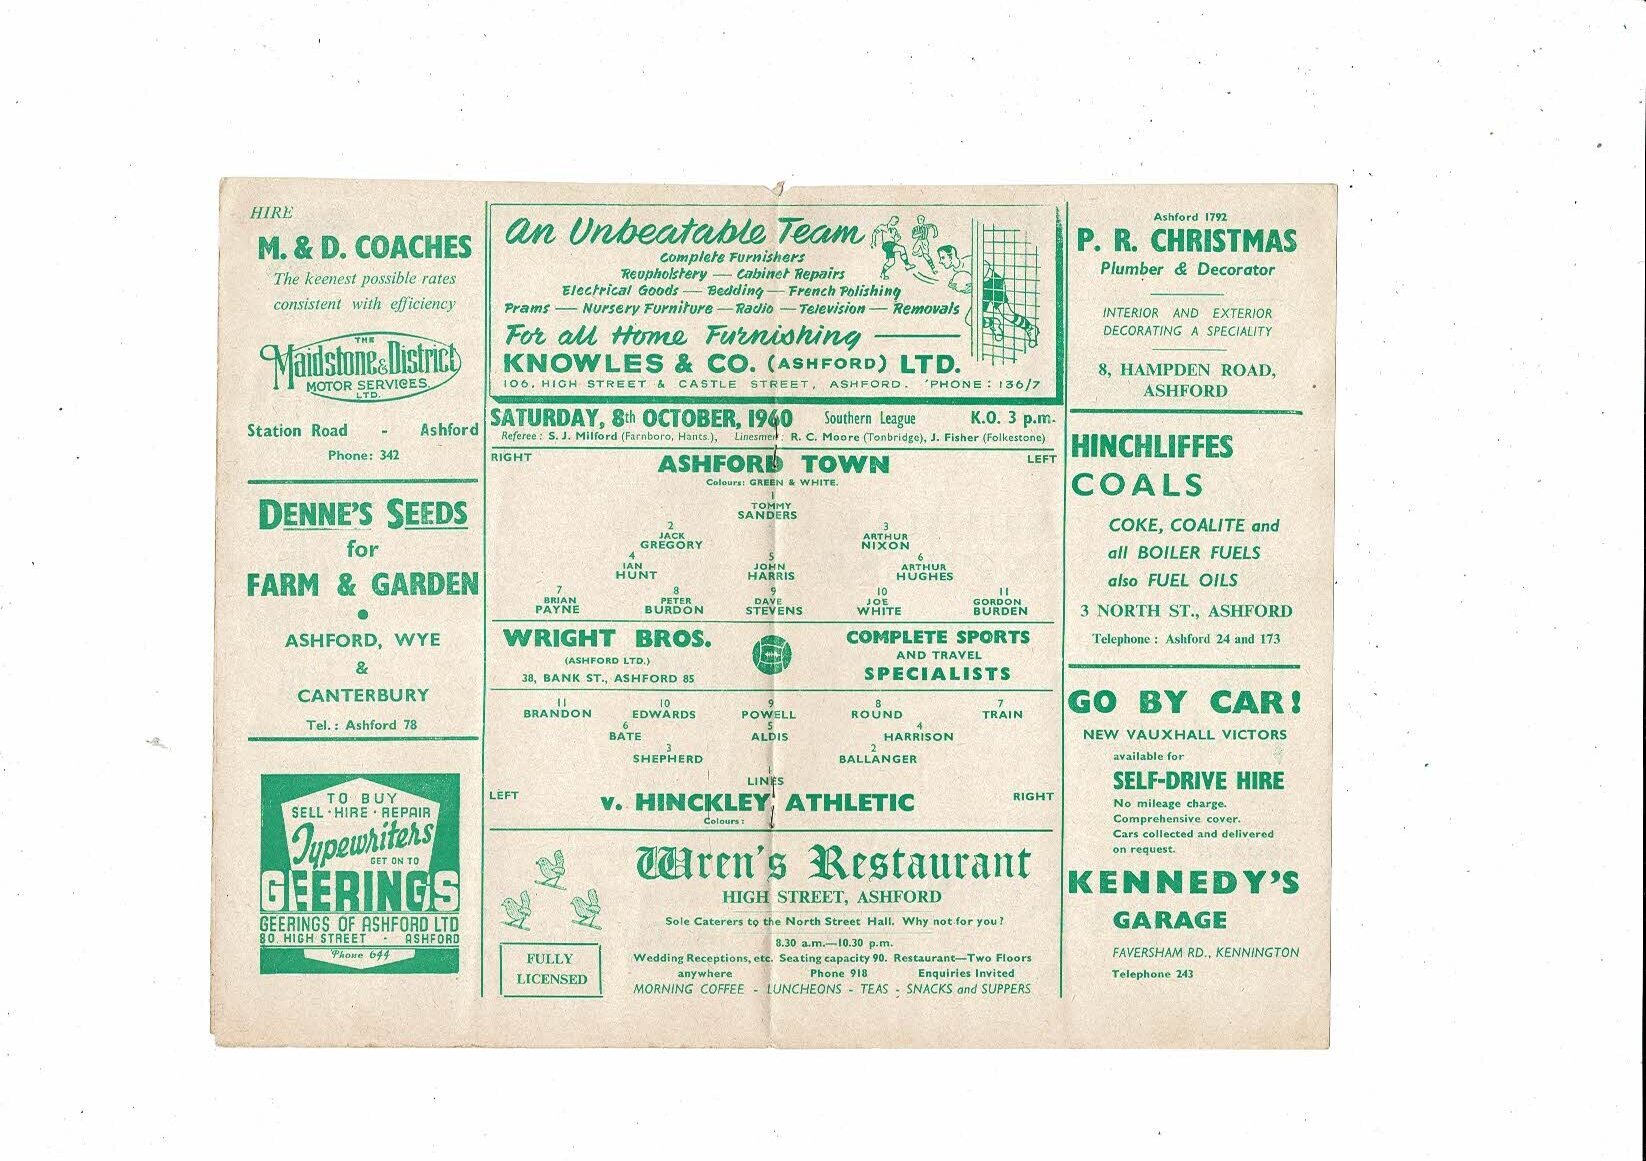 HIRE
M. & D. COACHES
The keenest possible rates
consistent with efficiency
THE
Maidstone & District
MOTOR SERVICES
LTD.
Station Road - Ashford
Phone: 342
DENNE'S SEEDS
for
FARM & GARDEN
ASHFORD, WYE
&
CANTERBURY
Tel.: Ashford 78
TO BUY
SELL · HIRE · REPAIR
Typewriters
GET ON TO
GEERINGS
GEERINGS OF ASHFORD LTD
80 HIGH STREET - ASHFORD
Phone 644
An Unbeatable Team
Complete Furnishers
Reupholstery — Cabinet Repairs
Electrical Goods — Bedding — French Polishing
Prams — Nursery Furniture — Radio — Television — Removals
For all Home Furnishing
KNOWLES & CO. (ASHFORD) LTD.
106, HIGH STREET & CASTLE STREET, ASHFORD. 'PHONE: 136/7
SATURDAY, 8th OCTOBER, 1960 Southern League K.O. 3 p.m.
Referee: S. J. Milford (Farnboro, Hants.), Linesmen: R. C. Moore (Tonbridge), J. Fisher (Folkestone)
RIGHT ASHFORD TOWN LEFT
Colours: GREEN & WHITE.
1
TOMMY
SANDERS
2 3
JACK ARTHUR
GREGORY NIXON
4 5 6
IAN JOHN ARTHUR
HUNT HARRIS HUGHES
7 8 9 10 11
BRIAN PETER DAVE JOE GORDON
PAYNE BURDON STEVENS WHITE BURDEN
WRIGHT BROS. COMPLETE SPORTS
(ASHFORD LTD.) AND TRAVEL
38, BANK ST., ASHFORD 85 SPECIALISTS
11 10 9 8 7
BRANDON EDWARDS POWELL ROUND TRAIN
6 5 4
BATE ALDIS HARRISON
3 2
SHEPHERD BALLANGER
1
LINES
LEFT v. HINCKLEY ATHLETIC RIGHT
Colours:
Wren's Restaurant
HIGH STREET, ASHFORD
Sole Caterers to the North Street Hall. Why not for you?
8.30 a.m.—10.30 p.m.
FULLY
LICENSED
Wedding Receptions, etc. Seating capacity 90. Restaurant—Two Floors
anywhere Phone 918 Enquiries Invited
MORNING COFFEE - LUNCHEONS - TEAS - SNACKS and SUPPERS
Ashford 1792
P. R. CHRISTMAS
Plumber & Decorator
INTERIOR AND EXTERIOR
DECORATING A SPECIALITY
8, HAMPDEN ROAD,
ASHFORD
HINCHLIFFES
COALS
COKE, COALITE and
all BOILER FUELS
also FUEL OILS
3 NORTH ST., ASHFORD
Telephone: Ashford 24 and 173
GO BY CAR!
NEW VAUXHALL VICTORS
available for
SELF-DRIVE HIRE
No mileage charge.
Comprehensive cover.
Cars collected and delivered
on request.
KENNEDY'S
GARAGE
FAVERSHAM RD., KENNINGTON
Telephone 243